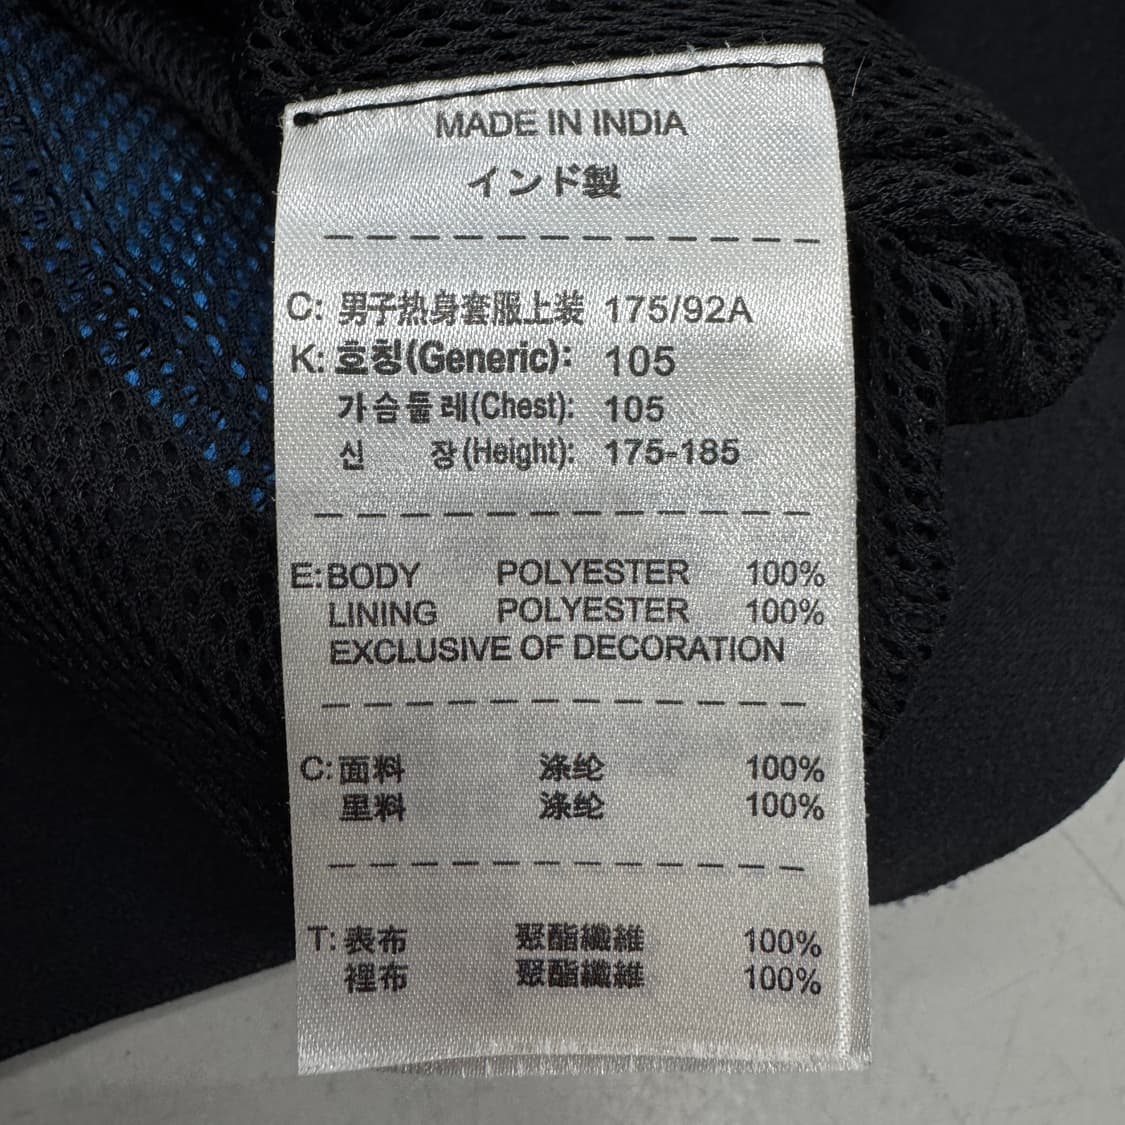 MADE IN INDIA
インド製
C: 男子热身套服上装 175/92A
K: 호칭(Generic): 105
가슴둘레(Chest): 105
신 장(Height): 175-185
E: BODY POLYESTER 100%
LINING POLYESTER 100%
EXCLUSIVE OF DECORATION
C: 面料 涤纶 100%
里料 涤纶 100%
T: 表布 聚酯纖維 100%
裡布 聚酯纖維 100%